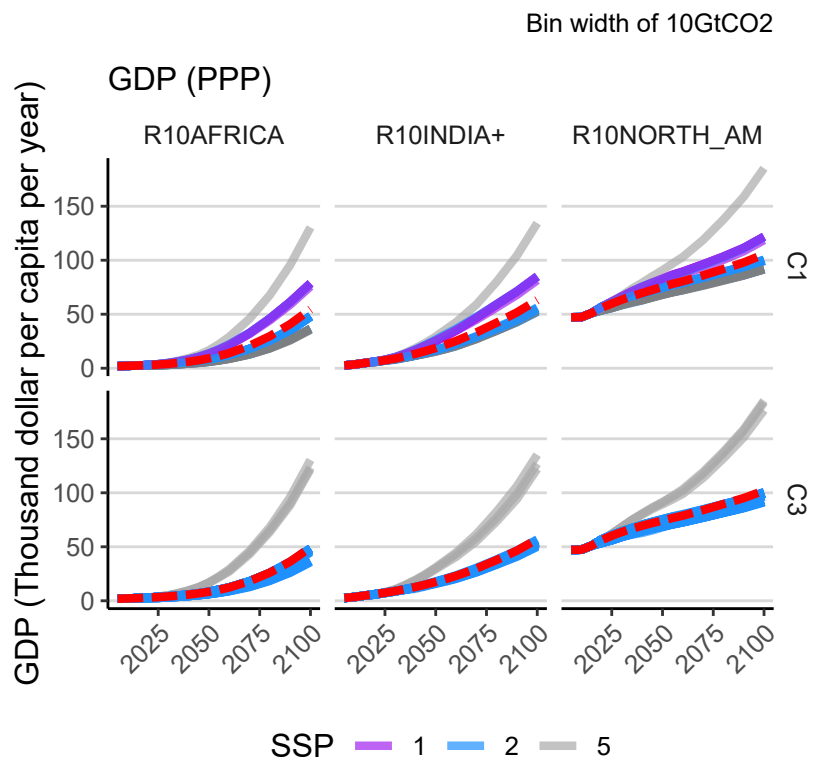 Bin width of 10GtCO2
GDP (PPP)
GDP (Thousand dollar per capita per year)
R10AFRICA R10INDIA+ R10NORTH_AM
150
100
50
0
C1
150
100
50
0
C3
2025 2050 2075 2100 2025 2050 2075 2100 2025 2050 2075 2100
SSP 1 2 5